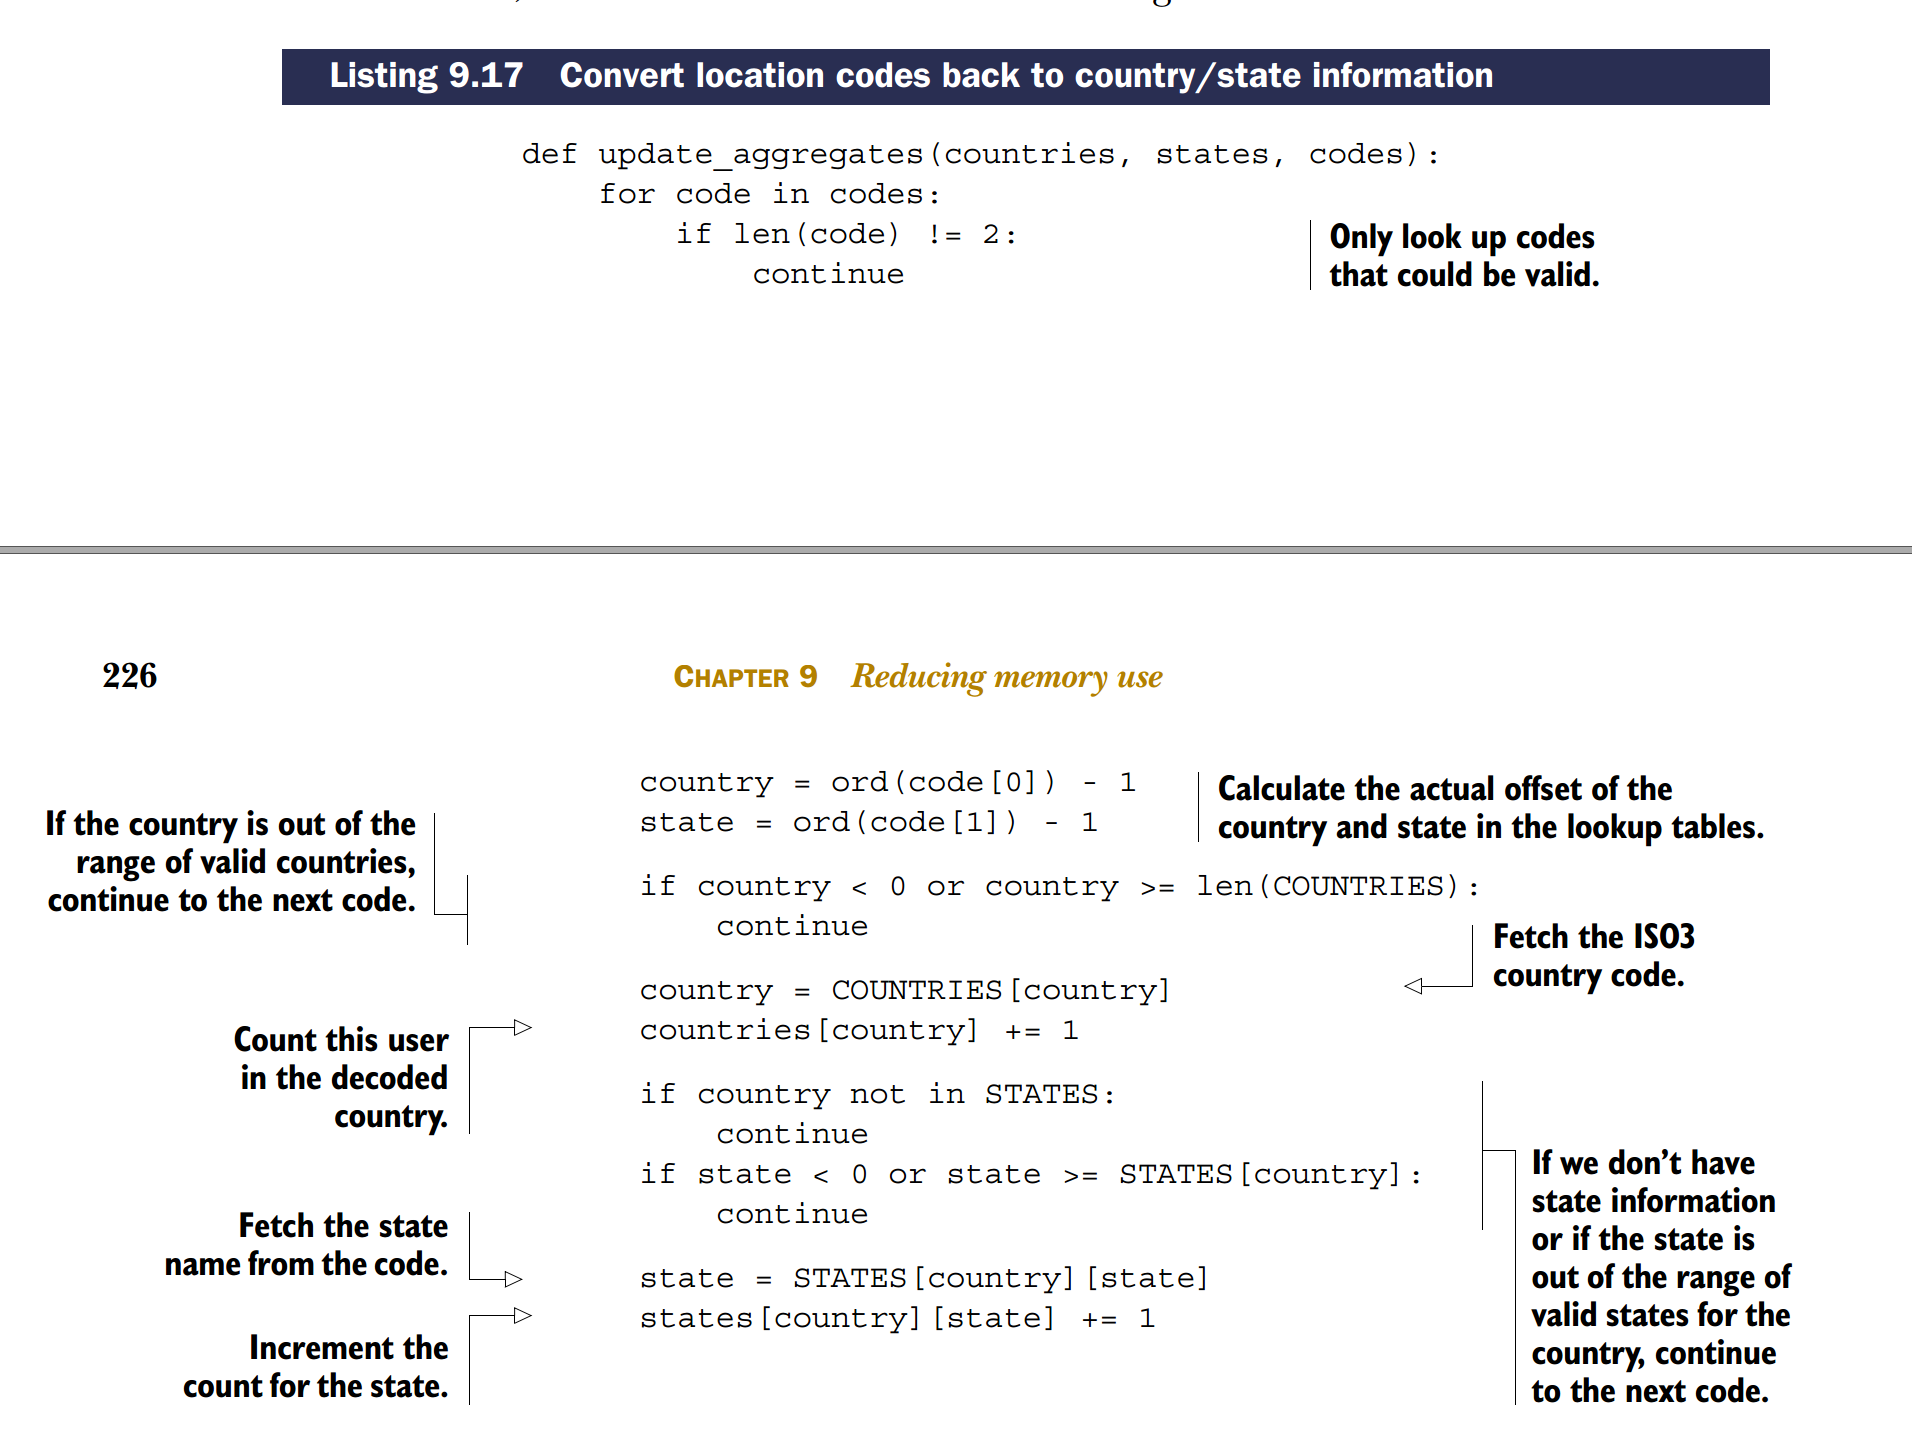 Listing 9.17 Convert location codes back to country/state information
def update_aggregates(countries, states, codes):
    for code in codes:
        if len(code) != 2:
            continue
Only look up codes
that could be valid.
226
CHAPTER 9 Reducing memory use
country = ord(code[0]) - 1
state = ord(code[1]) - 1
Calculate the actual offset of the
country and state in the lookup tables.
If the country is out of the
range of valid countries,
continue to the next code.
if country < 0 or country >= len(COUNTRIES):
    continue
Fetch the ISO3
country code.
country = COUNTRIES[country]
countries[country] += 1
Count this user
in the decoded
country.
if country not in STATES:
    continue
if state < 0 or state >= STATES[country]:
    continue
If we don't have
state information
or if the state is
out of the range of
valid states for the
country, continue
to the next code.
Fetch the state
name from the code.
state = STATES[country][state]
states[country][state] += 1
Increment the
count for the state.